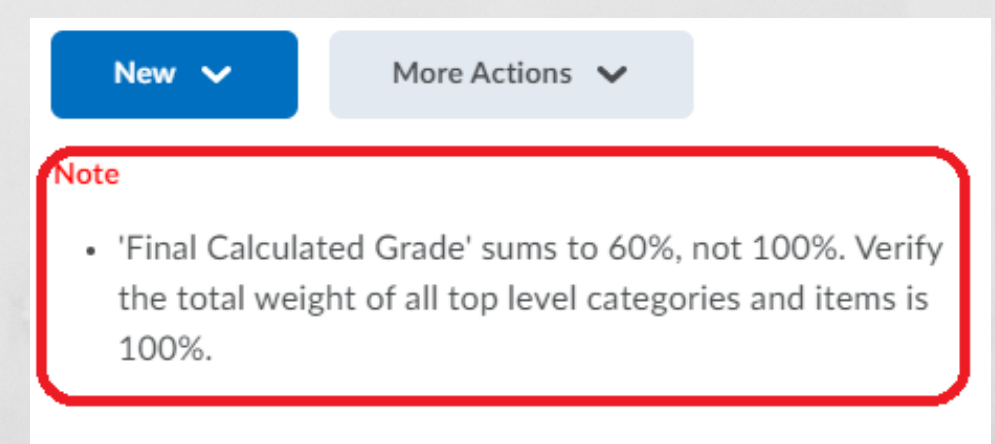 New
More Actions
Note
• 'Final Calculated Grade' sums to 60%, not 100%. Verify
the total weight of all top level categories and items is
100%.